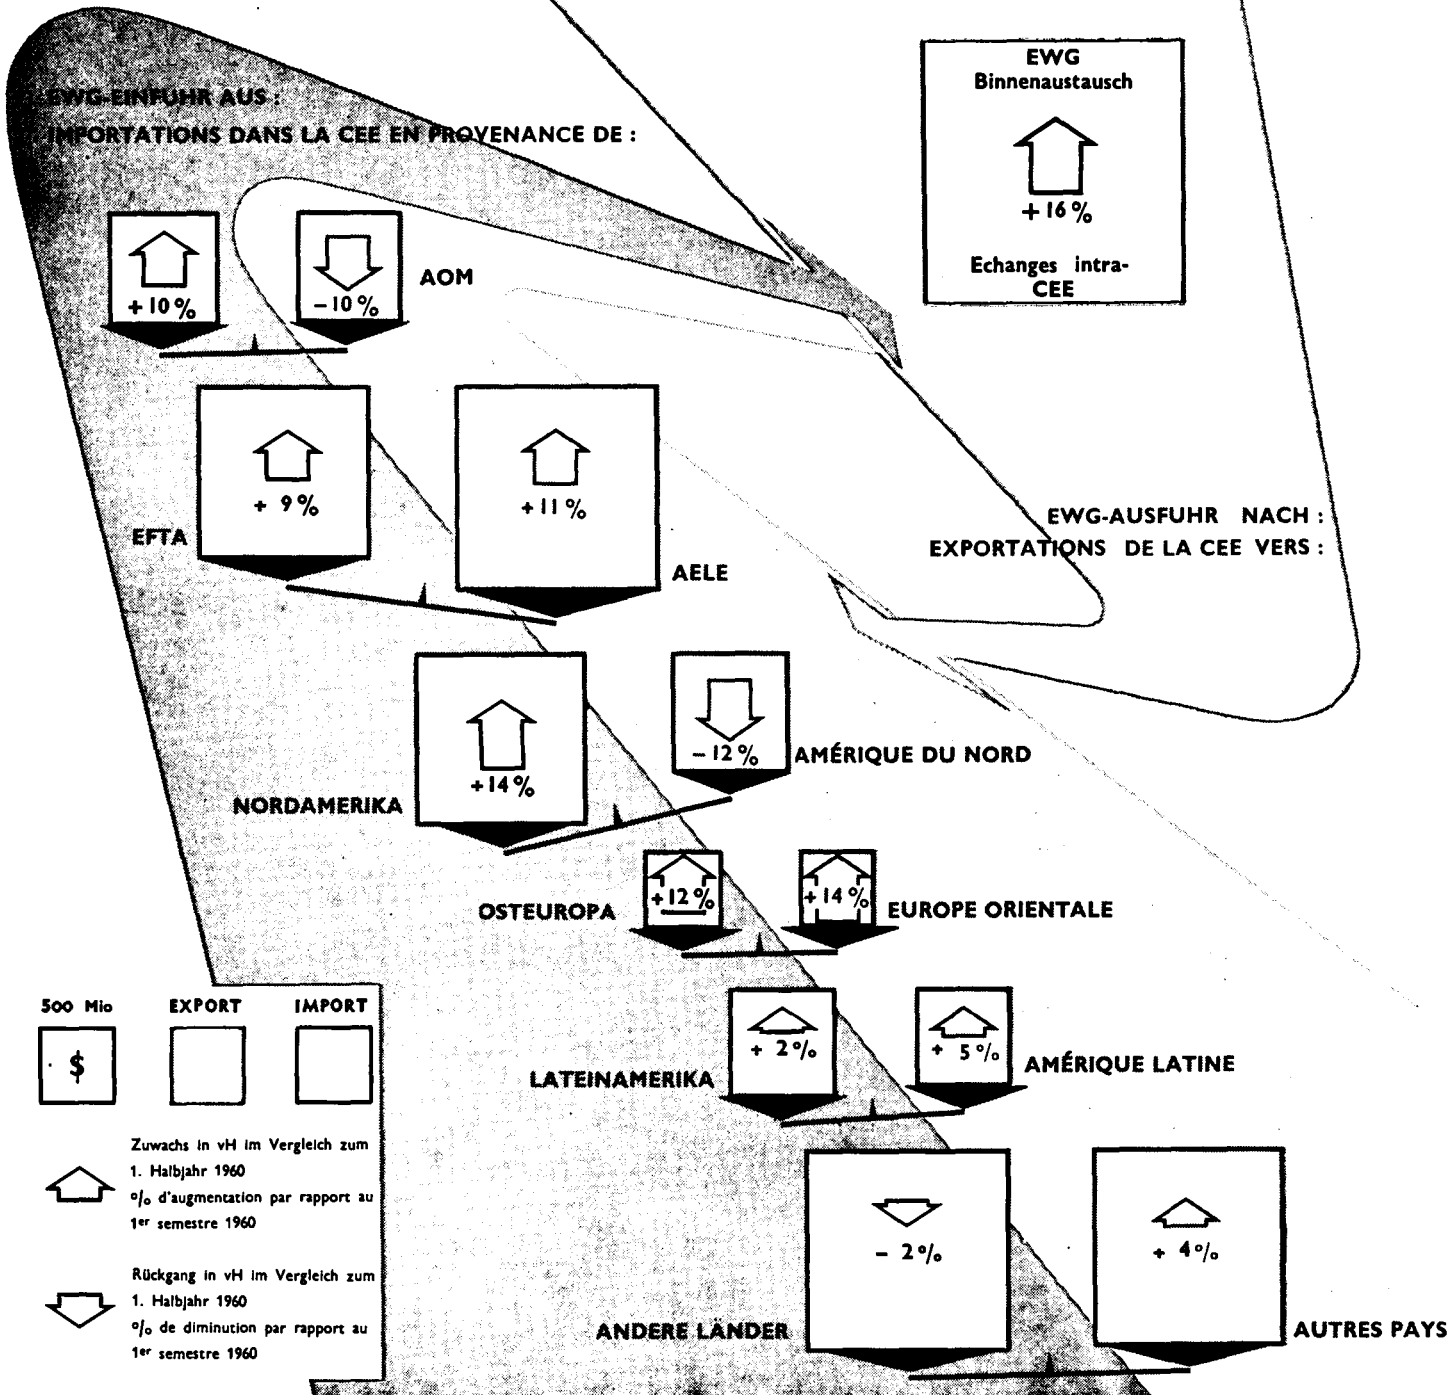 EWG
Binnenaustausch
+ 16 %
Echanges intra-
CEE
EWG-EINFUHR AUS :
IMPORTATIONS DANS LA CEE EN PROVENANCE DE :
+ 10 %
- 10 %
AOM
+ 9 %
+ 11 %
EFTA
AELE
EWG-AUSFUHR NACH :
EXPORTATIONS DE LA CEE VERS :
+ 14 %
- 12 %
AMÉRIQUE DU NORD
NORDAMERIKA
+ 12 %
+ 14 %
OSTEUROPA
EUROPE ORIENTALE
+ 2 %
+ 5 %
LATEINAMERIKA
AMÉRIQUE LATINE
- 2 %
+ 4 %
ANDERE LÄNDER
AUTRES PAYS
500 Mio
EXPORT
IMPORT
$
Zuwachs in vH im Vergleich zum
1. Halbjahr 1960
% d'augmentation par rapport au
1er semestre 1960
Rückgang in vH im Vergleich zum
1. Halbjahr 1960
% de diminution par rapport au
1er semestre 1960